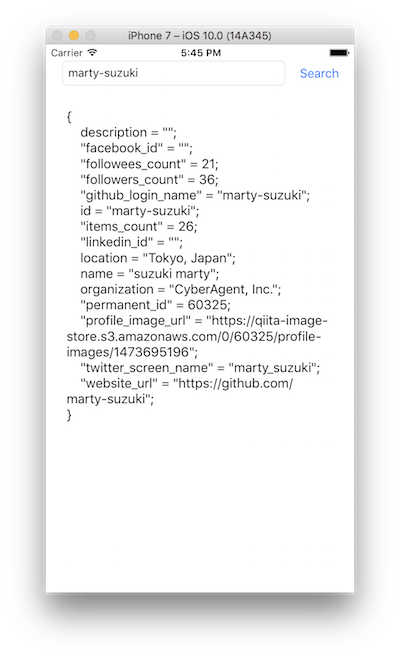 iPhone 7 – iOS 10.0 (14A345)
Carrier 5:45 PM
marty-suzuki Search
{
description = "";
"facebook_id" = "";
"followees_count" = 21;
"followers_count" = 36;
"github_login_name" = "marty-suzuki";
id = "marty-suzuki";
"items_count" = 26;
"linkedin_id" = "";
location = "Tokyo, Japan";
name = "suzuki marty";
organization = "CyberAgent, Inc.";
"permanent_id" = 60325;
"profile_image_url" = "https://qiita-image-
store.s3.amazonaws.com/0/60325/profile-
images/1473695196";
"twitter_screen_name" = "marty_suzuki";
"website_url" = "https://github.com/
marty-suzuki";
}